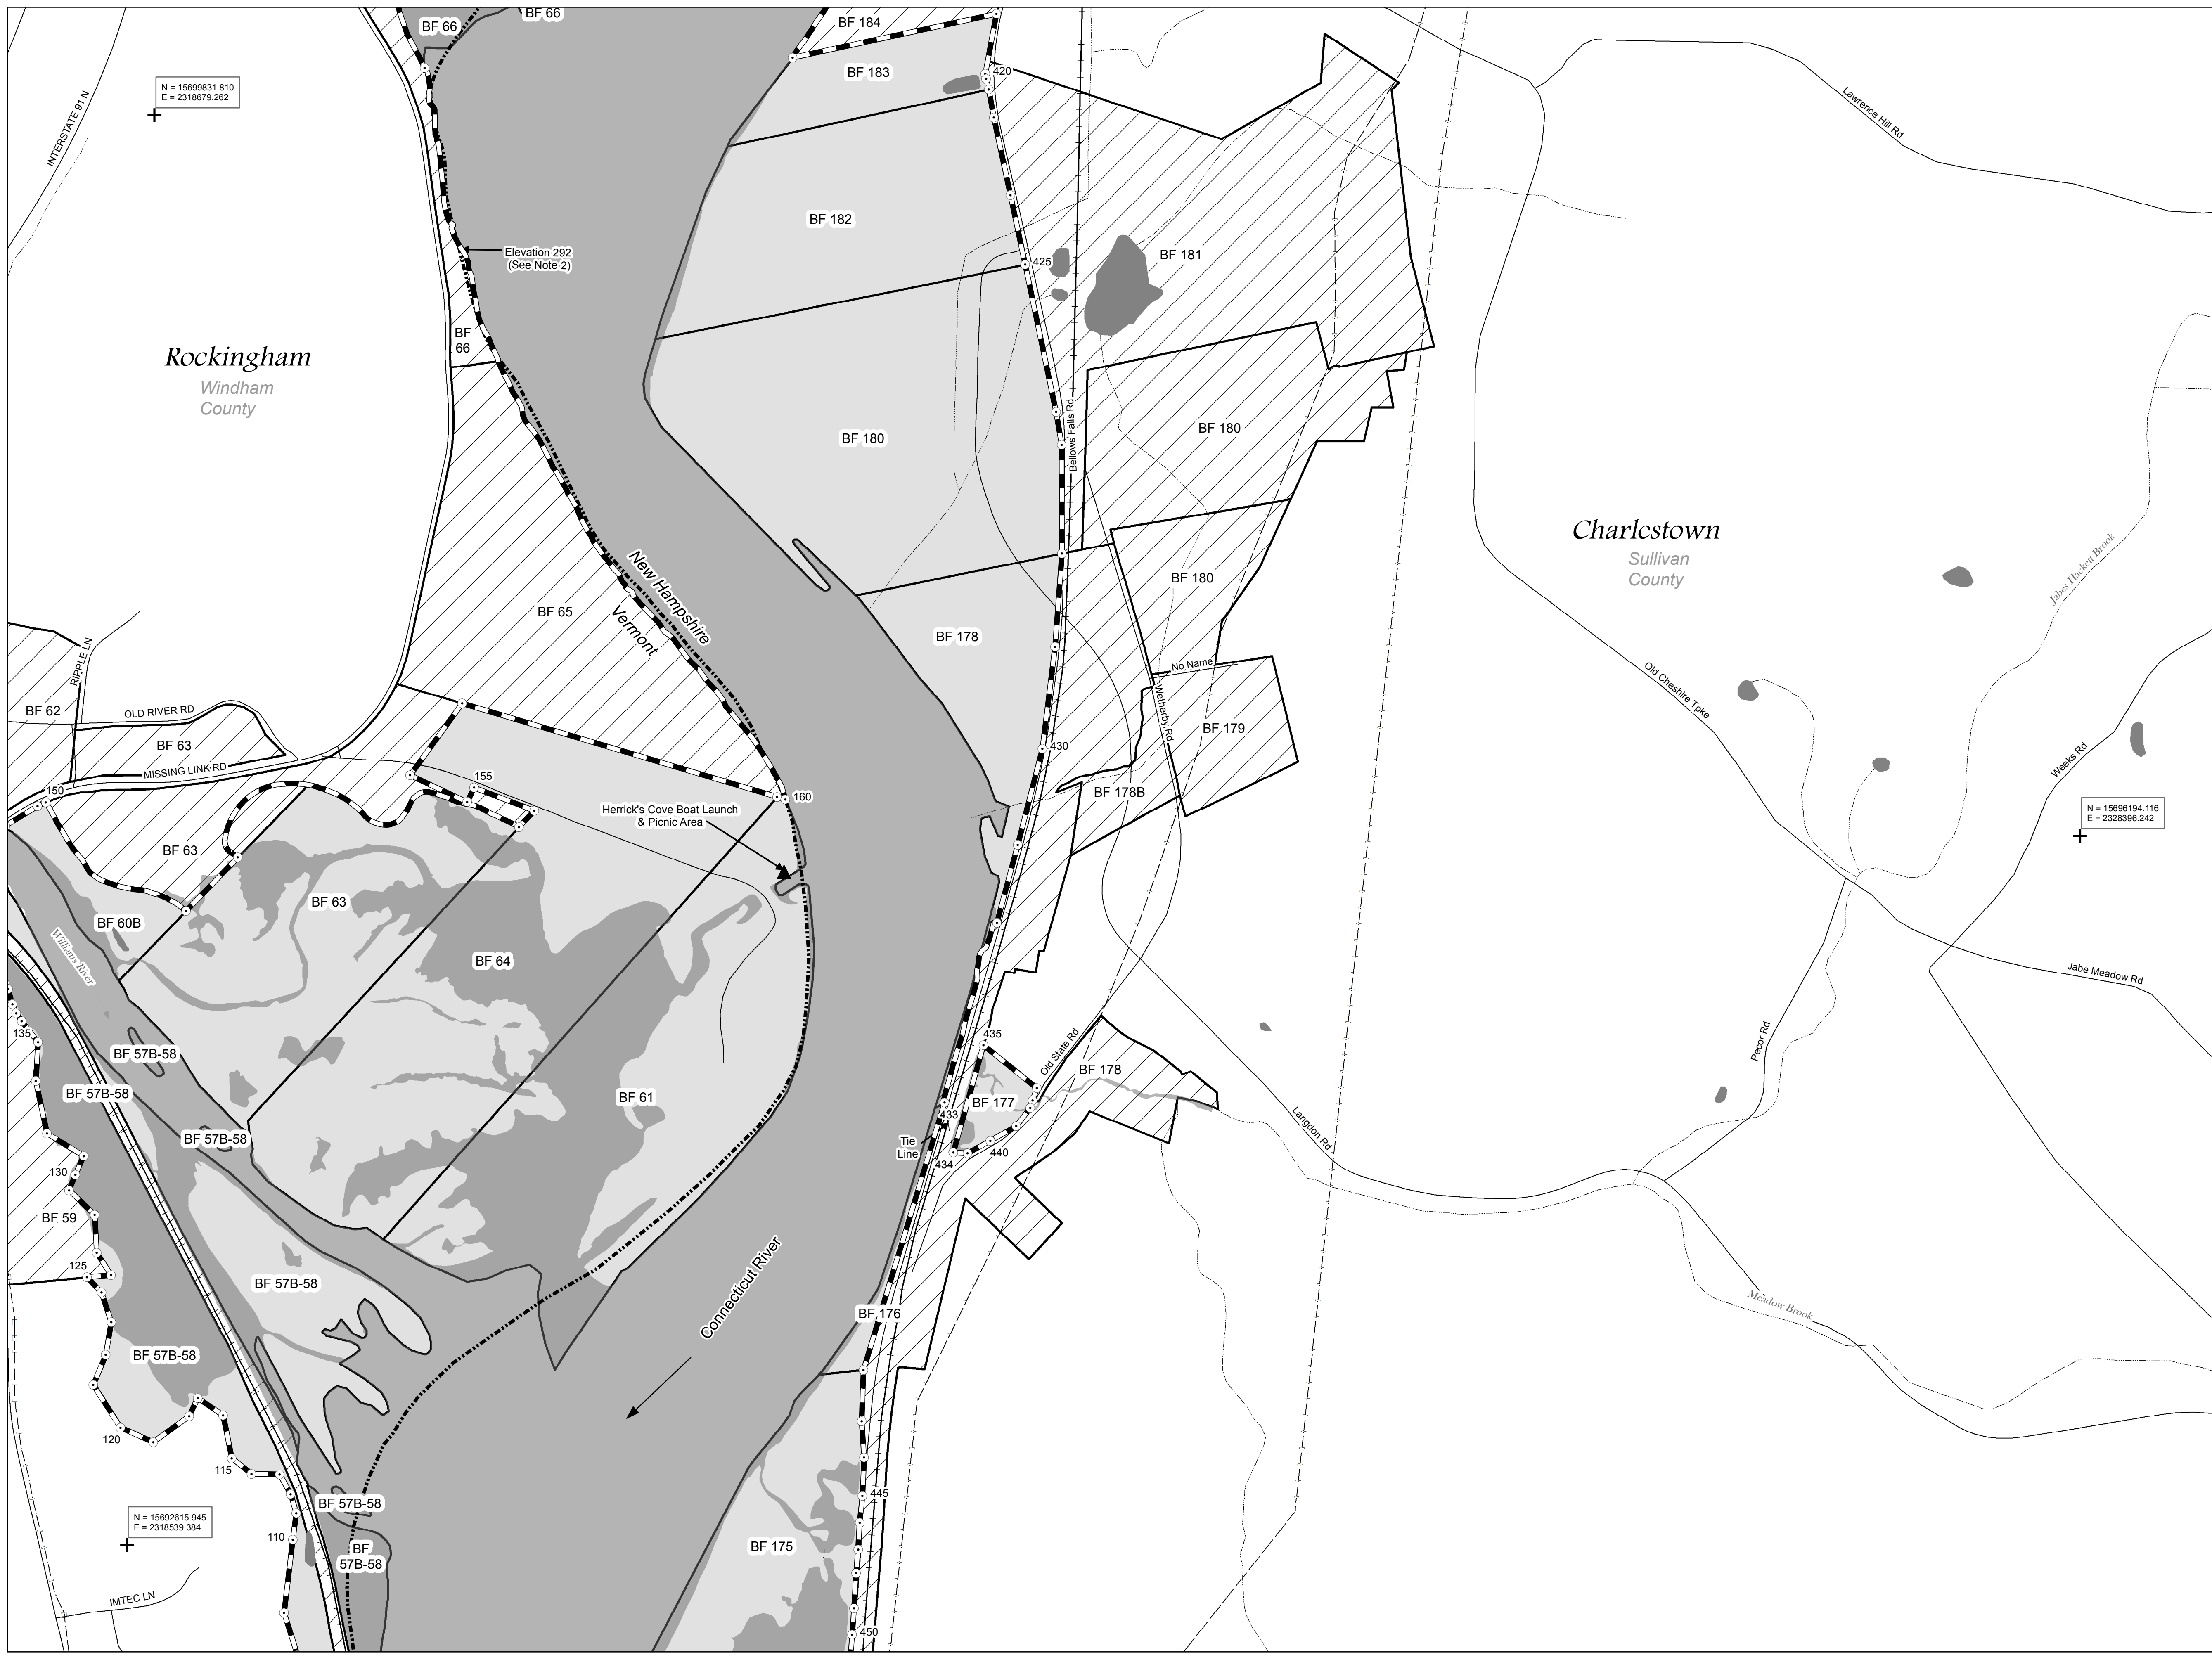 BF 66
BF 66
BF 184
BF 183
420
Lawrence Hill Rd
N = 15699831.810
E = 2318679.262
INTERSTATE 91 N
BF 182
Elevation 292
(See Note 2)
425
BF 181
BF
66
Rockingham
Windham
County
BF 180
Bellows Falls Rd
BF 180
Charlestown
Sullivan
County
Jabes Hackett Brook
BF 180
New Hampshire
Vermont
BF 65
BF 178
RIPPLE LN
No Name
Old Cheshire Tpke
BF 62
OLD RIVER RD
Wetherby Rd
BF 179
BF 63
430
MISSING LINK RD
Weeks Rd
150
155
160
BF 178B
Herrick's Cove Boat Launch
& Picnic Area
N = 15696194.116
E = 2328396.242
BF 63
BF 63
BF 60B
Williams River
BF 64
Jabe Meadow Rd
135
435
Old State Rd
Pecor Rd
BF 57B-58
BF 178
BF 57B-58
BF 61
BF 177
433
Langdon Rd
BF 57B-58
Tie
Line
440
434
130
BF 59
125
BF 57B-58
Connecticut River
BF 176
Meadow Brook
BF 57B-58
120
115
445
BF 57B-58
N = 15692615.945
E = 2318539.384
110
BF
57B-58
BF 175
IMTEC LN
450